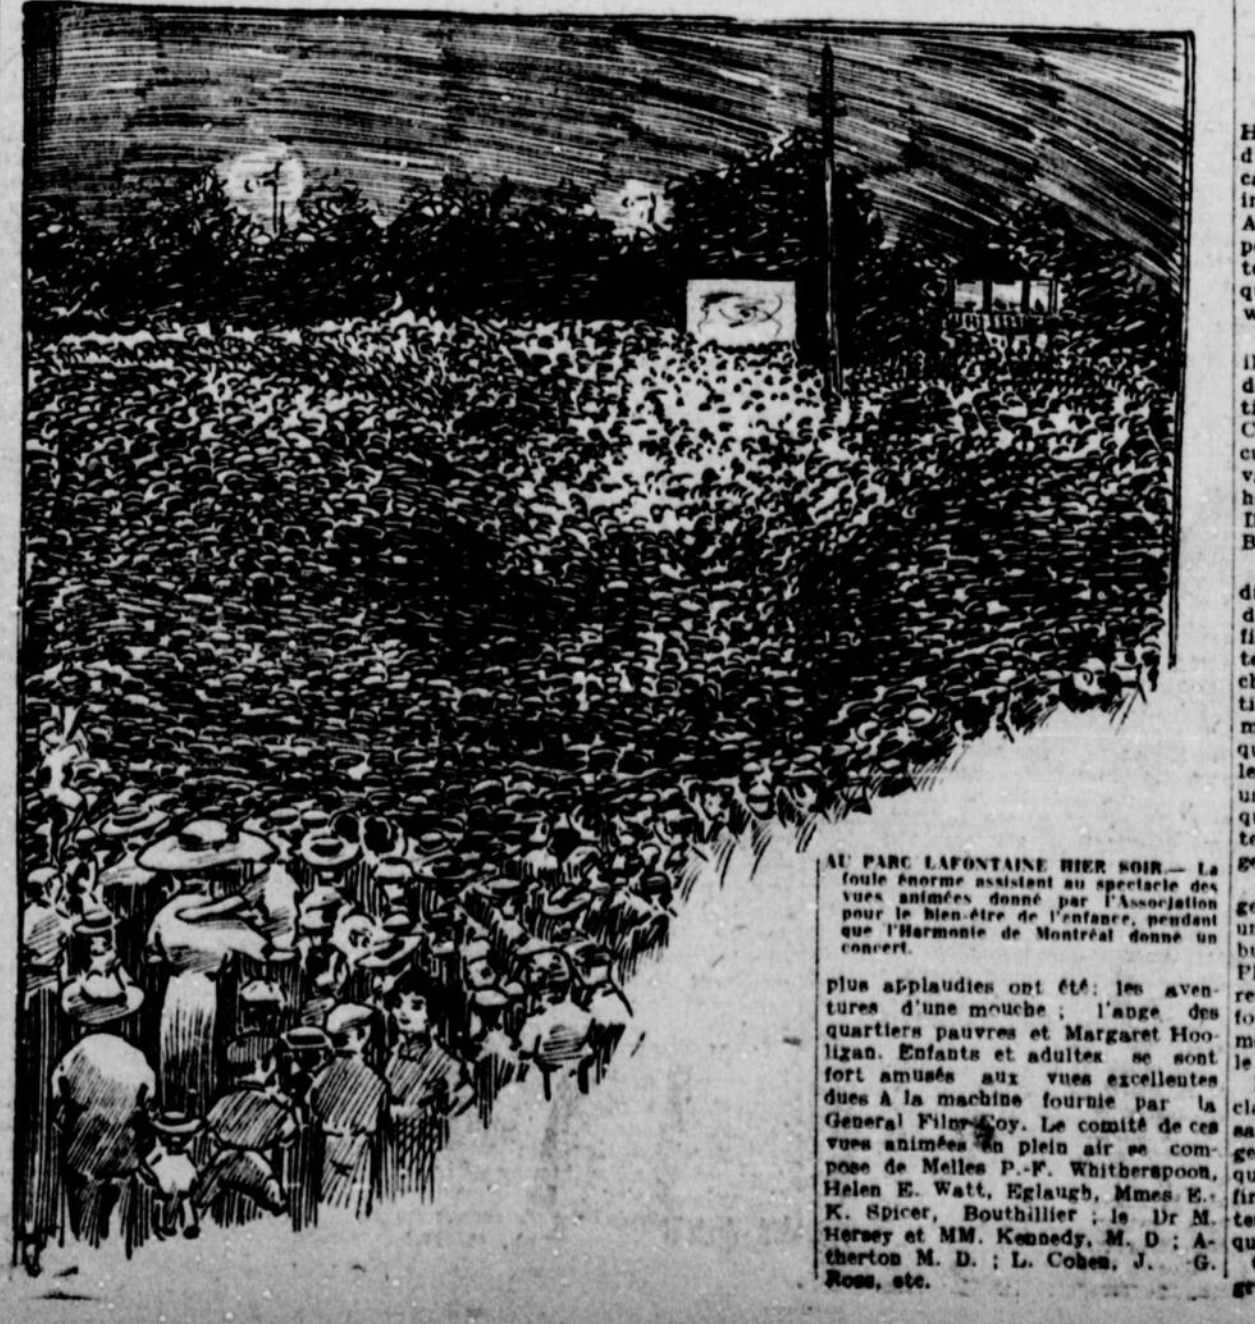 AU PARC LAFONTAINE HIER SOIR.— La
foule énorme assistant au spectacle des
vues animées donné par l'Association
pour le bien-être de l'enfance, pendant
que l'Harmonie de Montréal donne un
concert.
plus applaudies ont été: les aven-
tures d'une mouche ; l'ange des
quartiers pauvres et Margaret Hoo-
ligan. Enfants et adultes se sont
fort amusés aux vues excellentes
dues à la machine fournie par la
General Film Coy. Le comité de ces
vues animées en plein air se com-
pose de Melles P.-F. Whitherspoon,
Helen E. Watt, Eglaugh, Mmes E.-
K. Spicer, Bouthillier ; le Dr M.
Hersey et MM. Kennedy, M. D ; A-
therton M. D. ; L. Cohen, J. G.
Ross, etc.